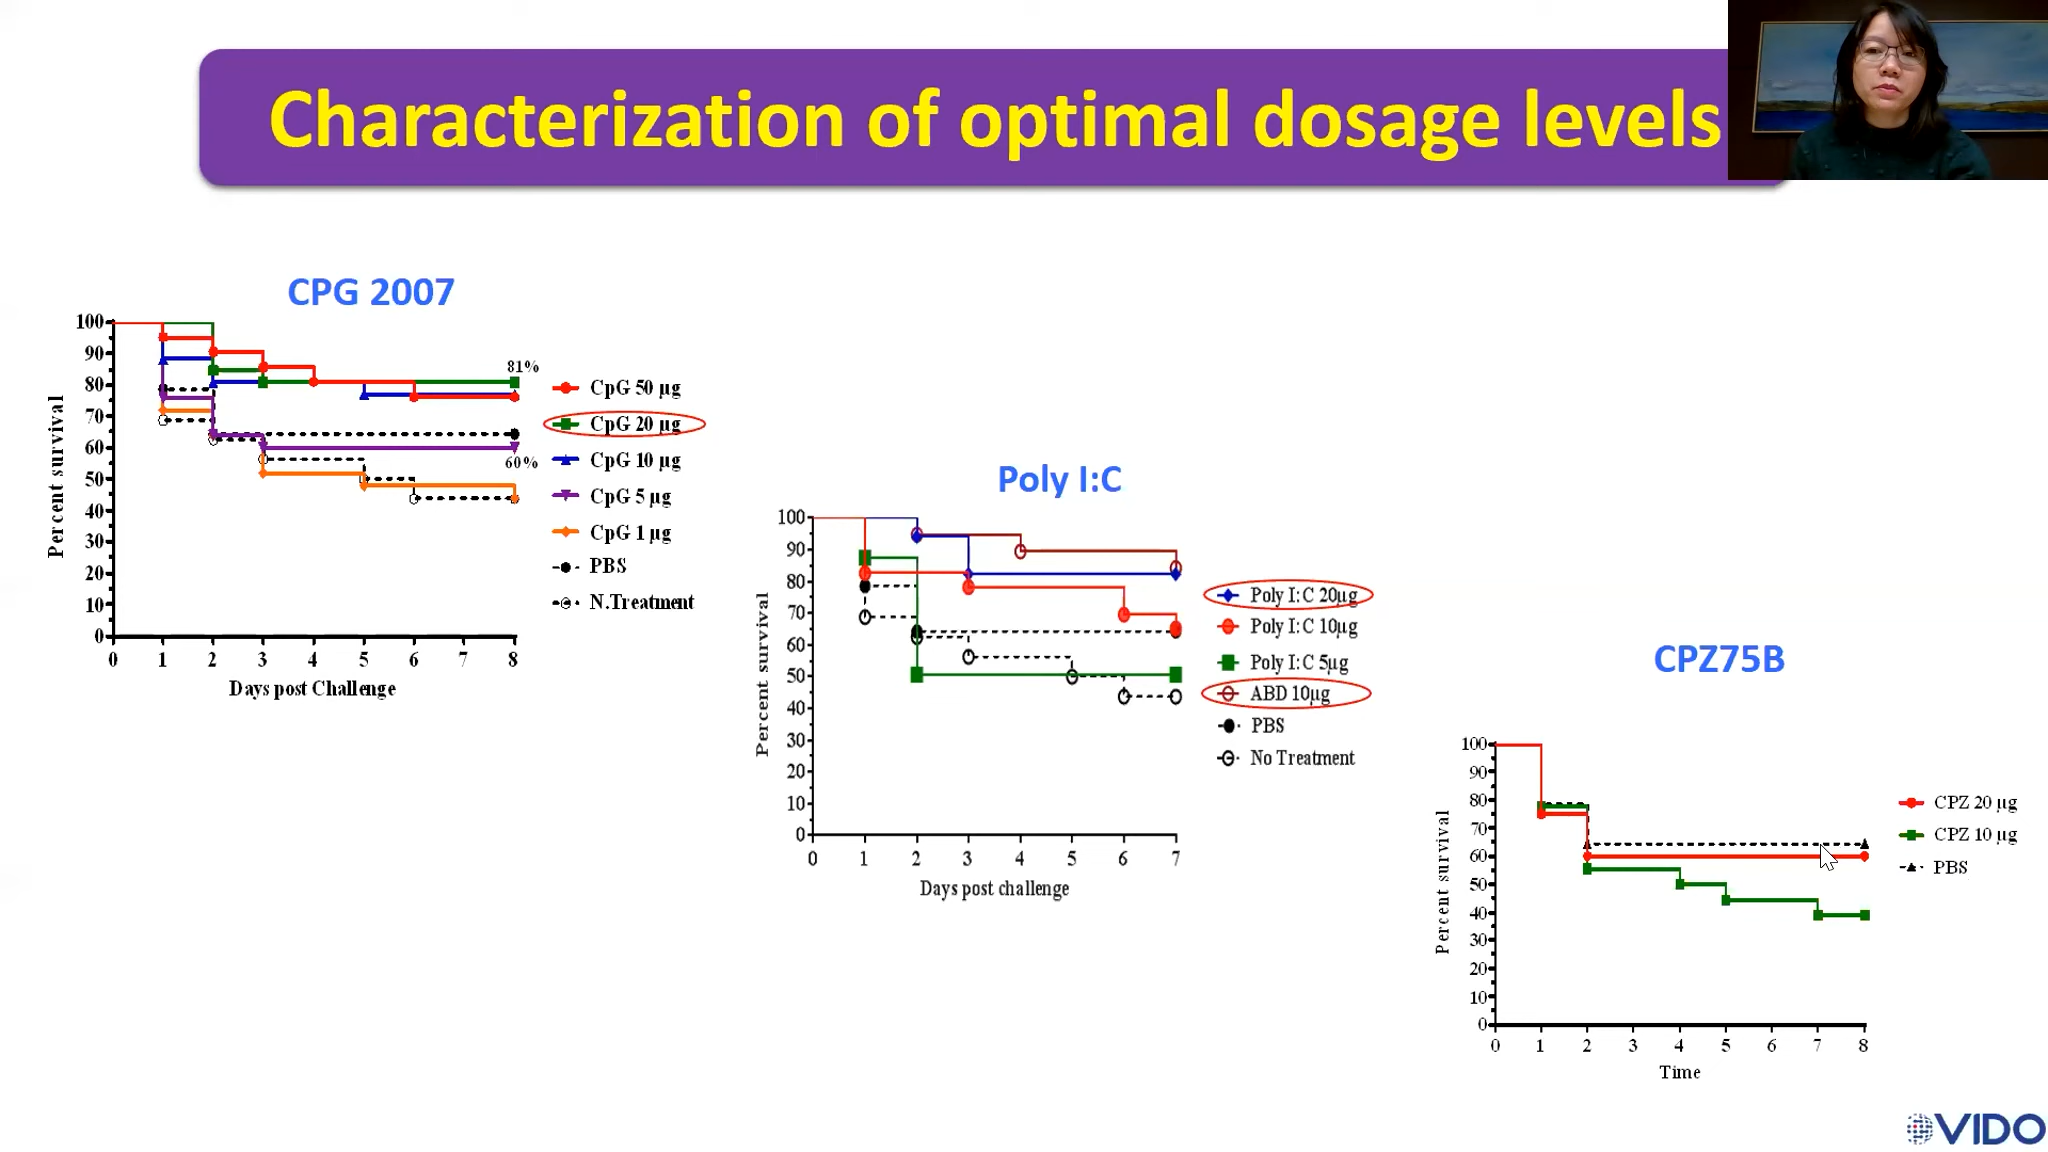 Characterization of optimal dosage levels
CPG 2007
100
90
80
70
60
50
40
30
20
10
0
Percent survival
0 1 2 3 4 5 6 7 8
Days post Challenge
81%
60%
CpG 50 µg
CpG 20 µg
CpG 10 µg
CpG 5 µg
CpG 1 µg
PBS
N.Treatment
Poly I:C
100
90
80
70
60
50
40
30
20
10
0
Percent survival
0 1 2 3 4 5 6 7
Days post challenge
Poly I:C 20µg
Poly I:C 10µg
Poly I:C 5µg
ABD 10µg
PBS
No Treatment
CPZ75B
100
90
80
70
60
50
40
30
20
10
0
Percent survival
0 1 2 3 4 5 6 7 8
Time
CPZ 20 µg
CPZ 10 µg
PBS
VIDO